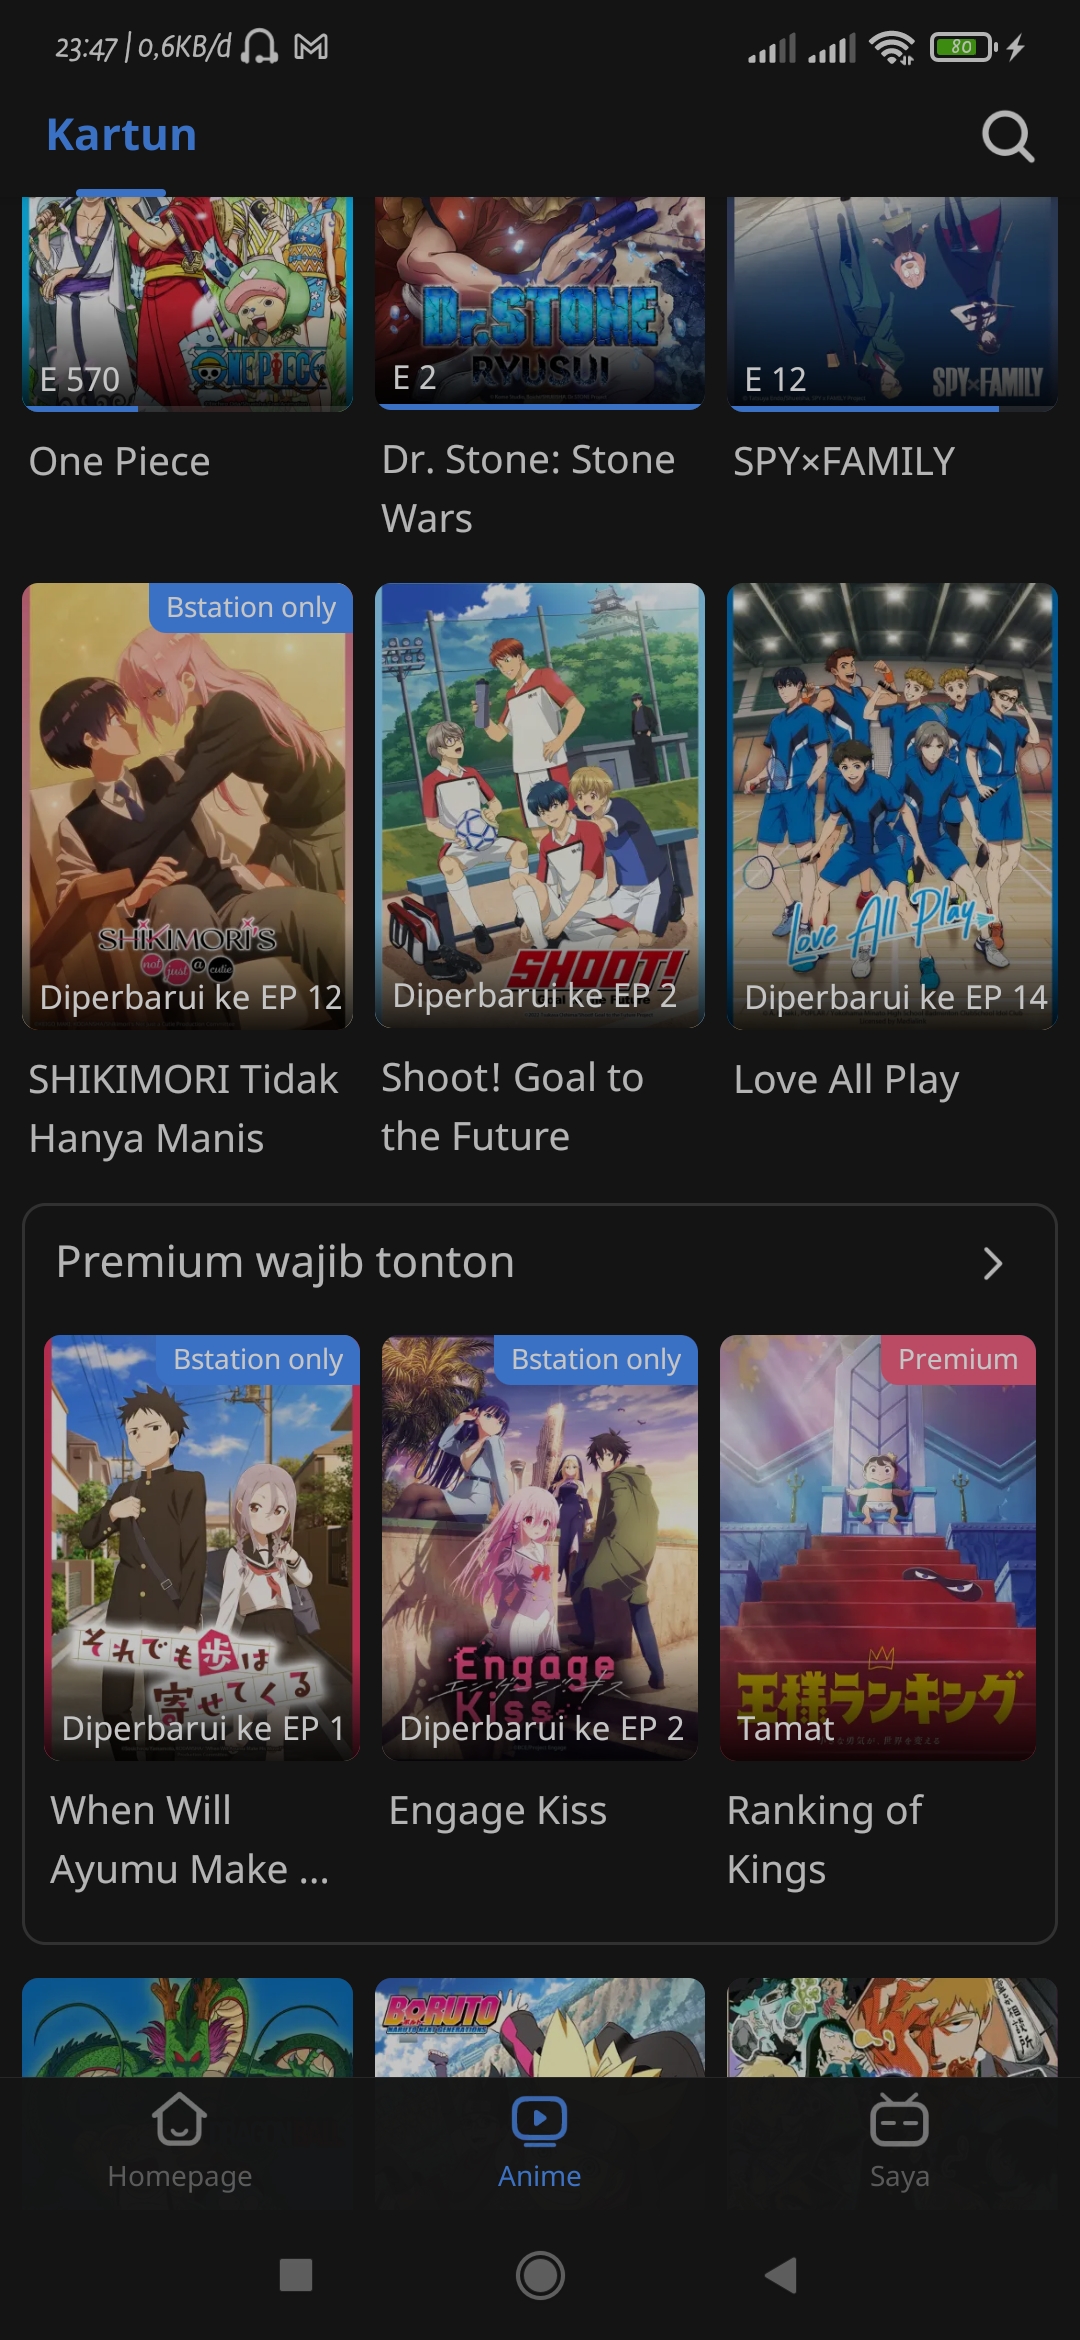 23:47 | 0,6KB/d
80
Kartun
E 570
ONE PIECE
Dr.STONE
RYUSUI
E 2
E 12
SPY×FAMILY
One Piece
Dr. Stone: Stone
Wars
SPY×FAMILY
Bstation only
SHIKIMORI'S
not just a cutie
Diperbarui ke EP 12
SHOOT!
Goal to the Future
Diperbarui ke EP 2
Love All Play
Diperbarui ke EP 14
SHIKIMORI Tidak
Hanya Manis
Shoot! Goal to
the Future
Love All Play
Premium wajib tonton
Bstation only
それでも歩は
寄せてくる
Diperbarui ke EP 1
Bstation only
Engage
エンゲージ・キス
Kiss
Diperbarui ke EP 2
Premium
王様ランキング
Tamat
When Will
Ayumu Make ...
Engage Kiss
Ranking of
Kings
BORUTO
NARUTO NEXT GENERATIONS
Homepage
Anime
Saya